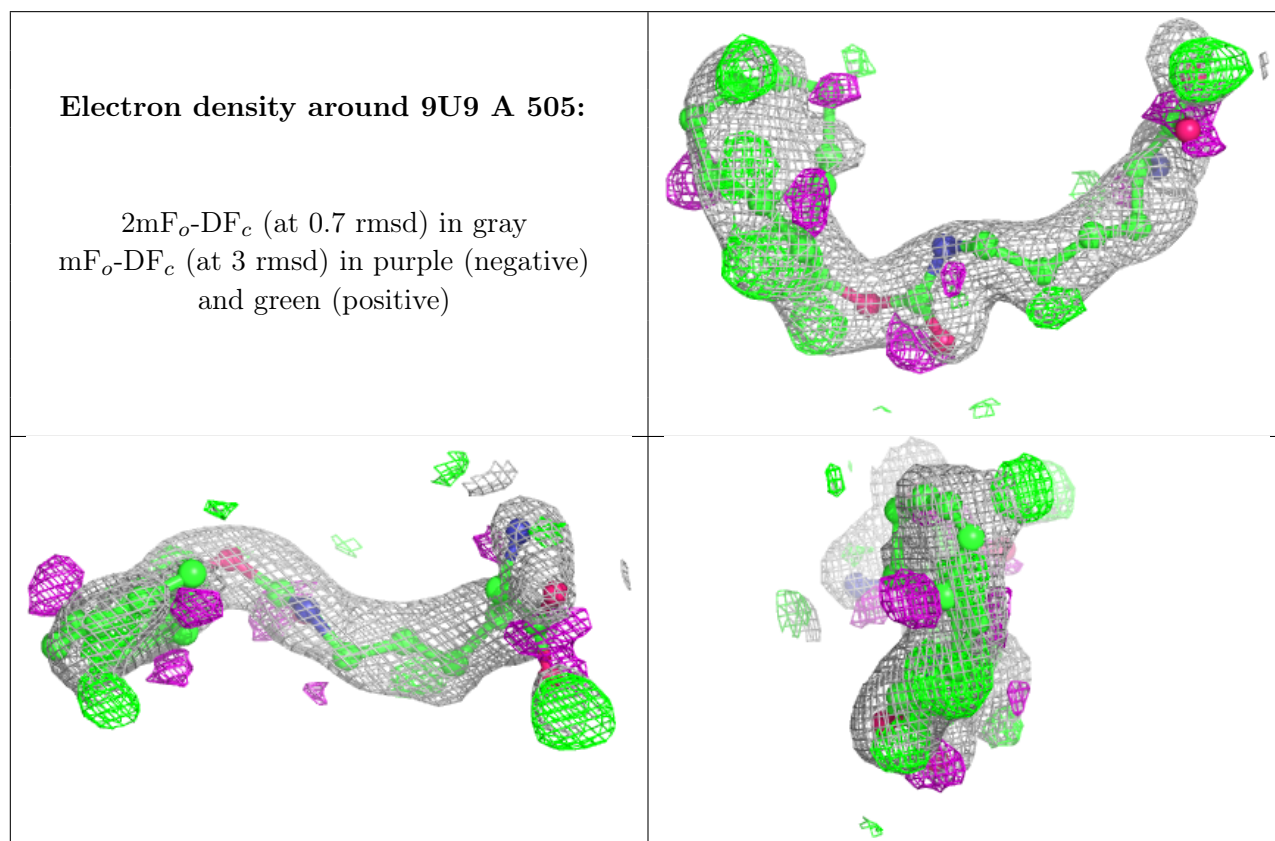 Electron density around 9U9 A 505:
2mFo-DFc (at 0.7 rmsd) in gray
mFo-DFc (at 3 rmsd) in purple (negative)
and green (positive)